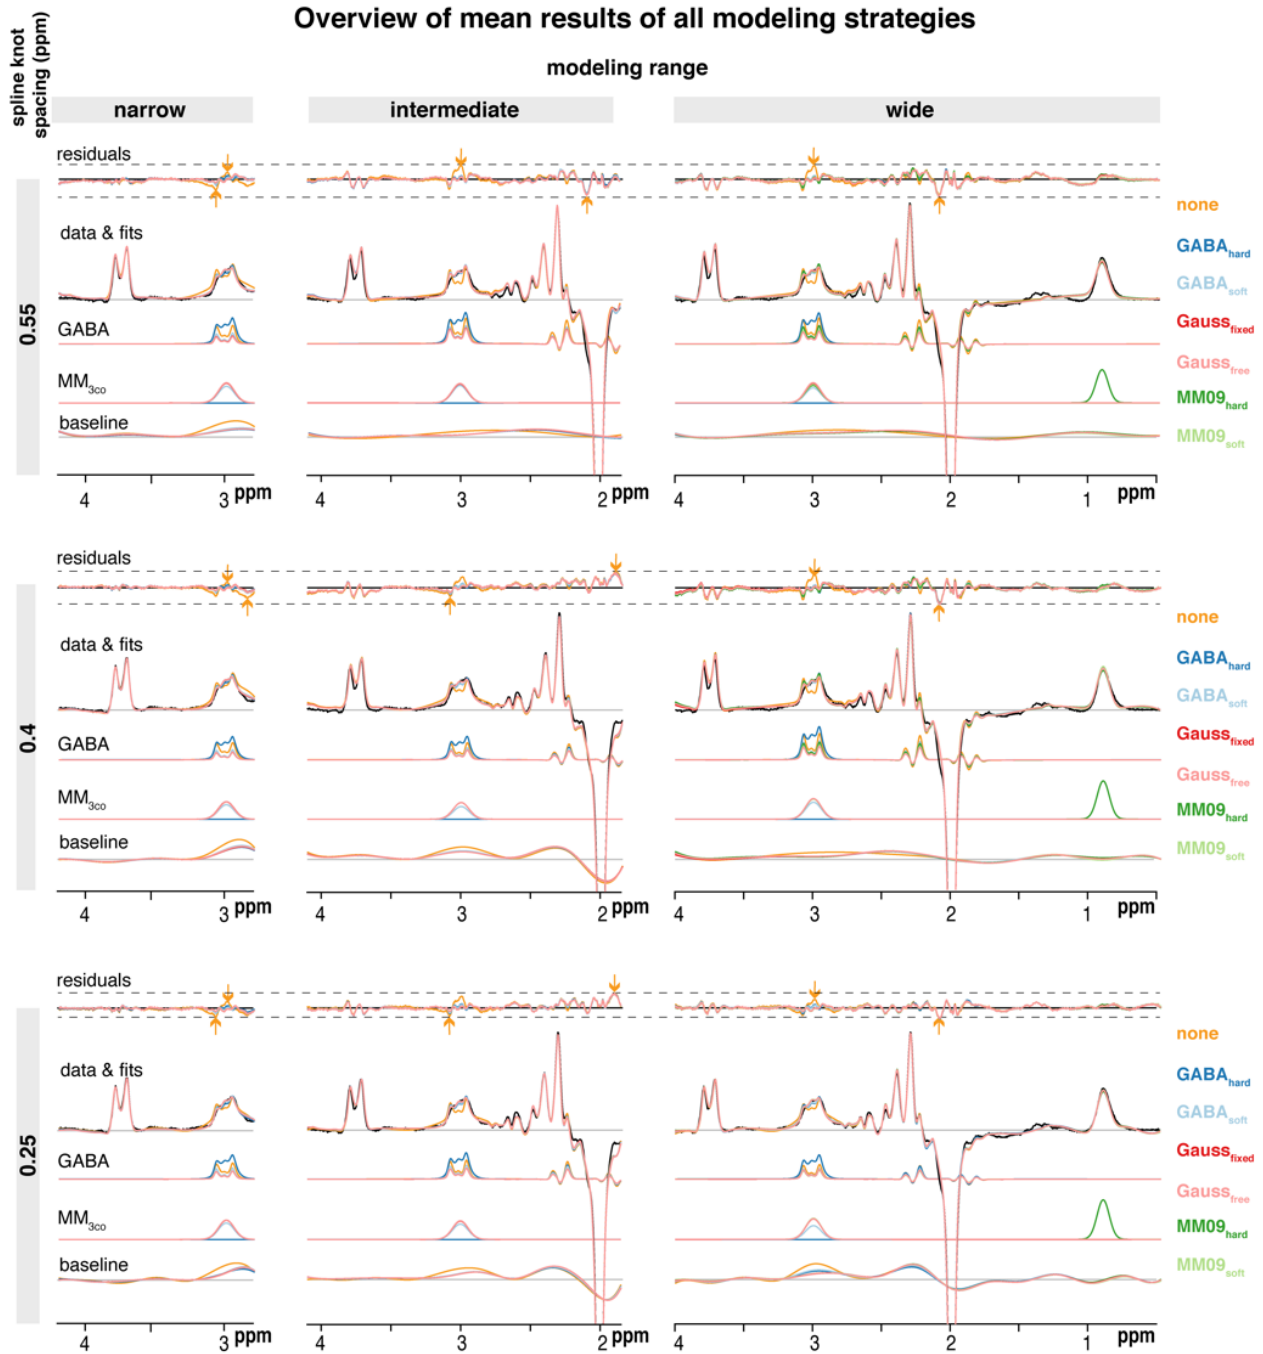 Overview of mean results of all modeling strategies
spline knot
spacing (ppm)
modeling range
narrow
intermediate
wide
0.55
residuals
data & fits
GABA
MM3co
baseline
4
3
ppm
4
3
2
ppm
4
3
2
1
ppm
none
GABAhard
GABAsoft
Gaussfixed
Gaussfree
MM09hard
MM09soft
0.4
residuals
data & fits
GABA
MM3co
baseline
4
3
ppm
4
3
2
ppm
4
3
2
1
ppm
none
GABAhard
GABAsoft
Gaussfixed
Gaussfree
MM09hard
MM09soft
0.25
residuals
data & fits
GABA
MM3co
baseline
4
3
ppm
4
3
2
ppm
4
3
2
1
ppm
none
GABAhard
GABAsoft
Gaussfixed
Gaussfree
MM09hard
MM09soft